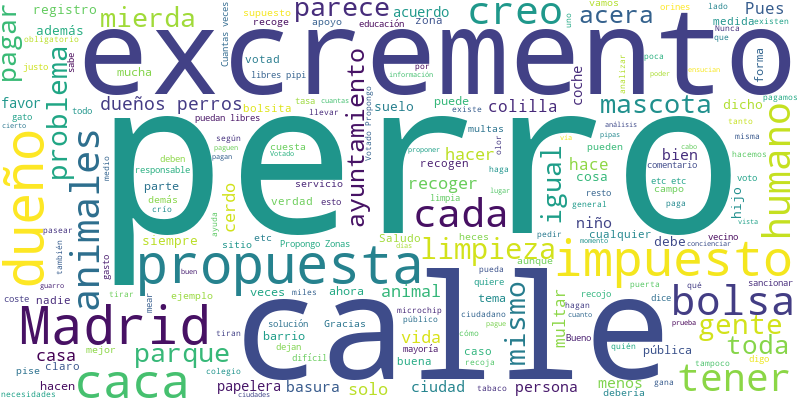 registro
mierda
parece
acuerdo
zona
creo
vamos
uno
acera
supuesto
lado
existen
Pues
pagar
obligatorio
además
sabe
Cuantas veces
recoge
apoyo
educación
medida
Nunca
que
orines
excremento
justo
mucha
votad
libres pipi
por
información
coche
analizar
poca
poder
ensucian
forma
favor
problema
gato
cierto
todo
dueños perros
bolsita
puedan libres
tasa
cuantas
llevar
ayuntamiento
suelo
puede
existe
colilla
multas
mascota
dicho
pagamos
tanto
misma
dueño
animales
medio
perro
según
paguen
pagan
cuesta
Votado
Votado Propongo
proponer
olor
hacer
recogen
haga
análisis
pipas
pueden
cabo
bien
hacemos
voto
humano
deben
responsable
servicio
esto
recoger
limpia
lugar
igual
hace
cosa
vía
comentario
etc etc
campo
resto
general
paga
hijo
vista
parte
demás
crio
cerdo
verdad
cada
niño
vecino
pasear
también
siempre
ayuda
sitio
etc
Propongo Zonas
Saludo
días
heces
limpieza
pedir
cualquier
debe
momento
concienciar
guarro
gasto
buen
propuesta
aunque
impuesto
coste
nadie
tirar
mear
ejemplo
veces
miles
ahora
animal
microchip
público
pueda
quiere
tema
ciudadano
pague
cómo
mismo
recojo
hagan
cuanto
puerta
dice
qué
prueba
bolsa
sancionar
Madrid
tiran
solución
Gracias
barrio
dejan
difícil
calle
vida
mayoría
buena
caso
recoja
multar
Bueno
quién
pública
gente
tampoco
digo
toda
pise
claro
casa
mejor
parque
colegio
hacen
necesidades
caca
papelera
ciudades
basura
solo
ciudad
tabaco
persona
menos
debería
gana
tener